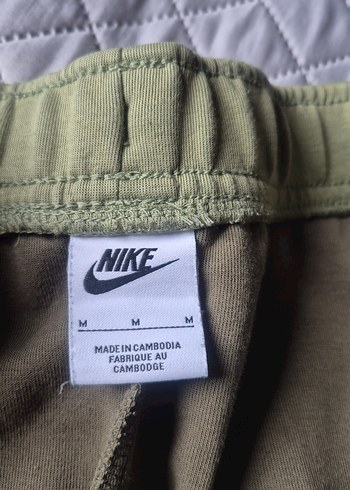 NIKE
M M M
MADE IN CAMBODIA
FABRIQUE AU
CAMBODGE